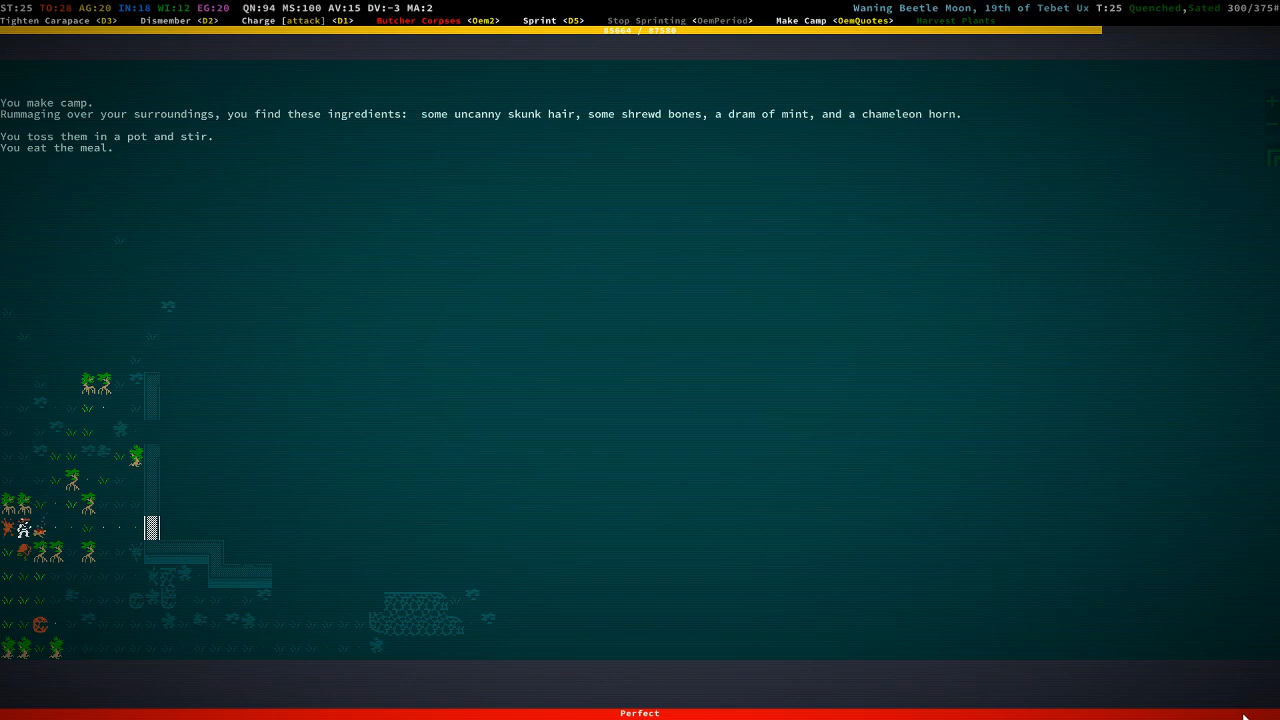 ST:25 TO:28 AG:20 IN:18 WI:12 EG:20 QN:94 MS:100 AV:15 DV:-3 MA:2 Waning Beetle Moon, 19th of Tebet Ux T:25 Quenched,Sated 300/375#
Tighten Carapace <D3> Dismember <D2> Charge [attack] <D1> Butcher Corpses <Oem2> Sprint <D5> Stop Sprinting <OemPeriod> Make Camp <OemQuotes> Harvest Plants
85664 / 87580
You make camp.
Rummaging over your surroundings, you find these ingredients: some uncanny skunk hair, some shrewd bones, a dram of mint, and a chameleon horn.
You toss them in a pot and stir.
You eat the meal.
Perfect